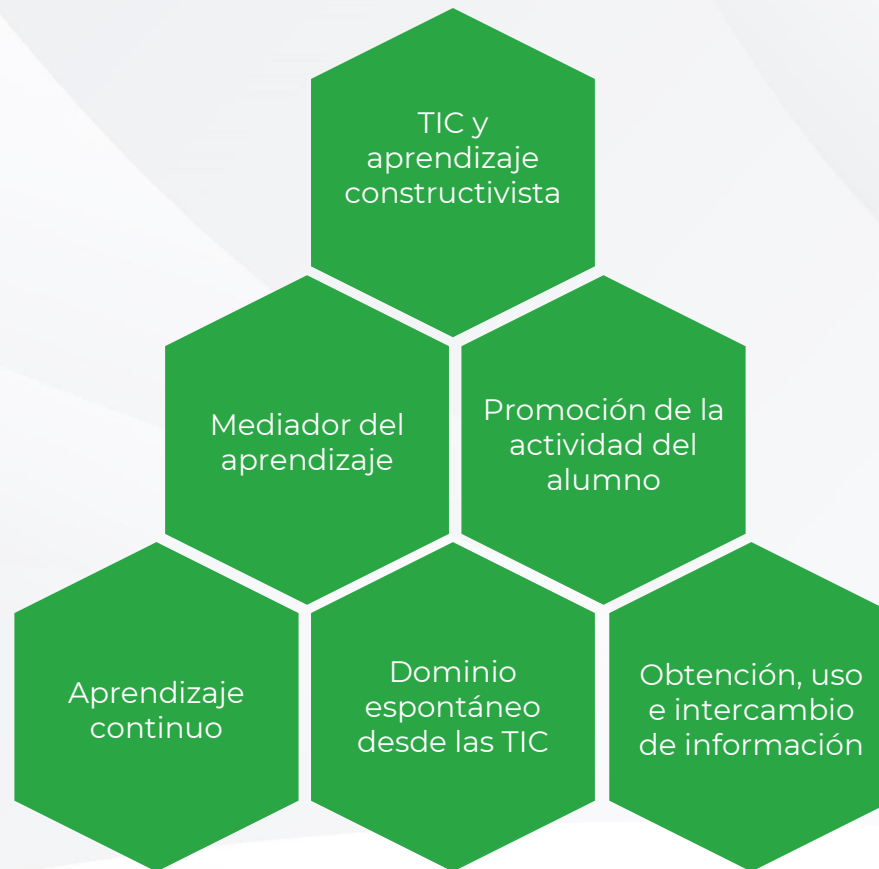 TIC y
aprendizaje
constructivista
Mediador del
aprendizaje
Promoción de la
actividad del
alumno
Aprendizaje
continuo
Dominio
espontáneo
desde las TIC
Obtención, uso
e intercambio
de información